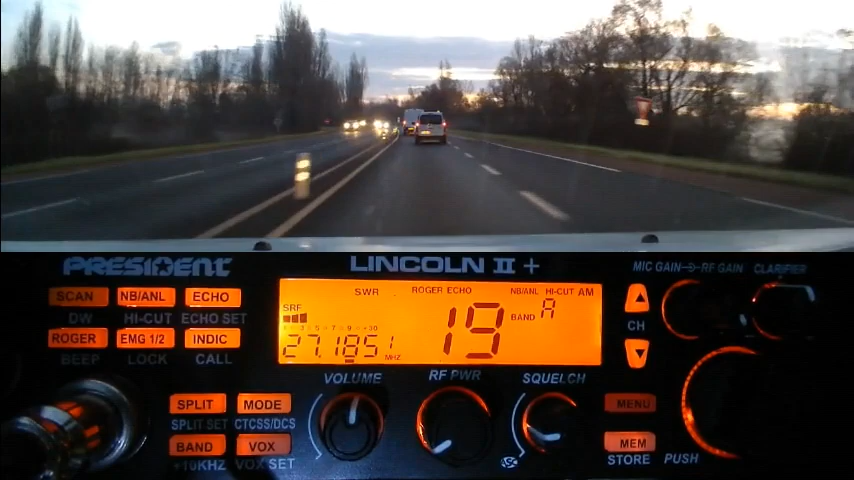 PRESIDENT LINCOLN II +
MIC GAIN RF GAIN CLARIFIER
SCAN NB/ANL ECHO
DW HI-CUT ECHO SET
ROGER EMG 1/2 INDIC
BEEP LOCK CALL
SWR ROGER ECHO NB/ANL HI-CUT AM
SRF
BAND A
19
27.1851 MHZ
CH
VOLUME RF PWR SQUELCH
SPLIT MODE
SPLIT SET CTCSS/DCS
BAND VOX
+10KHZ VOX SET
ASC
MENU
MEM
STORE PUSH